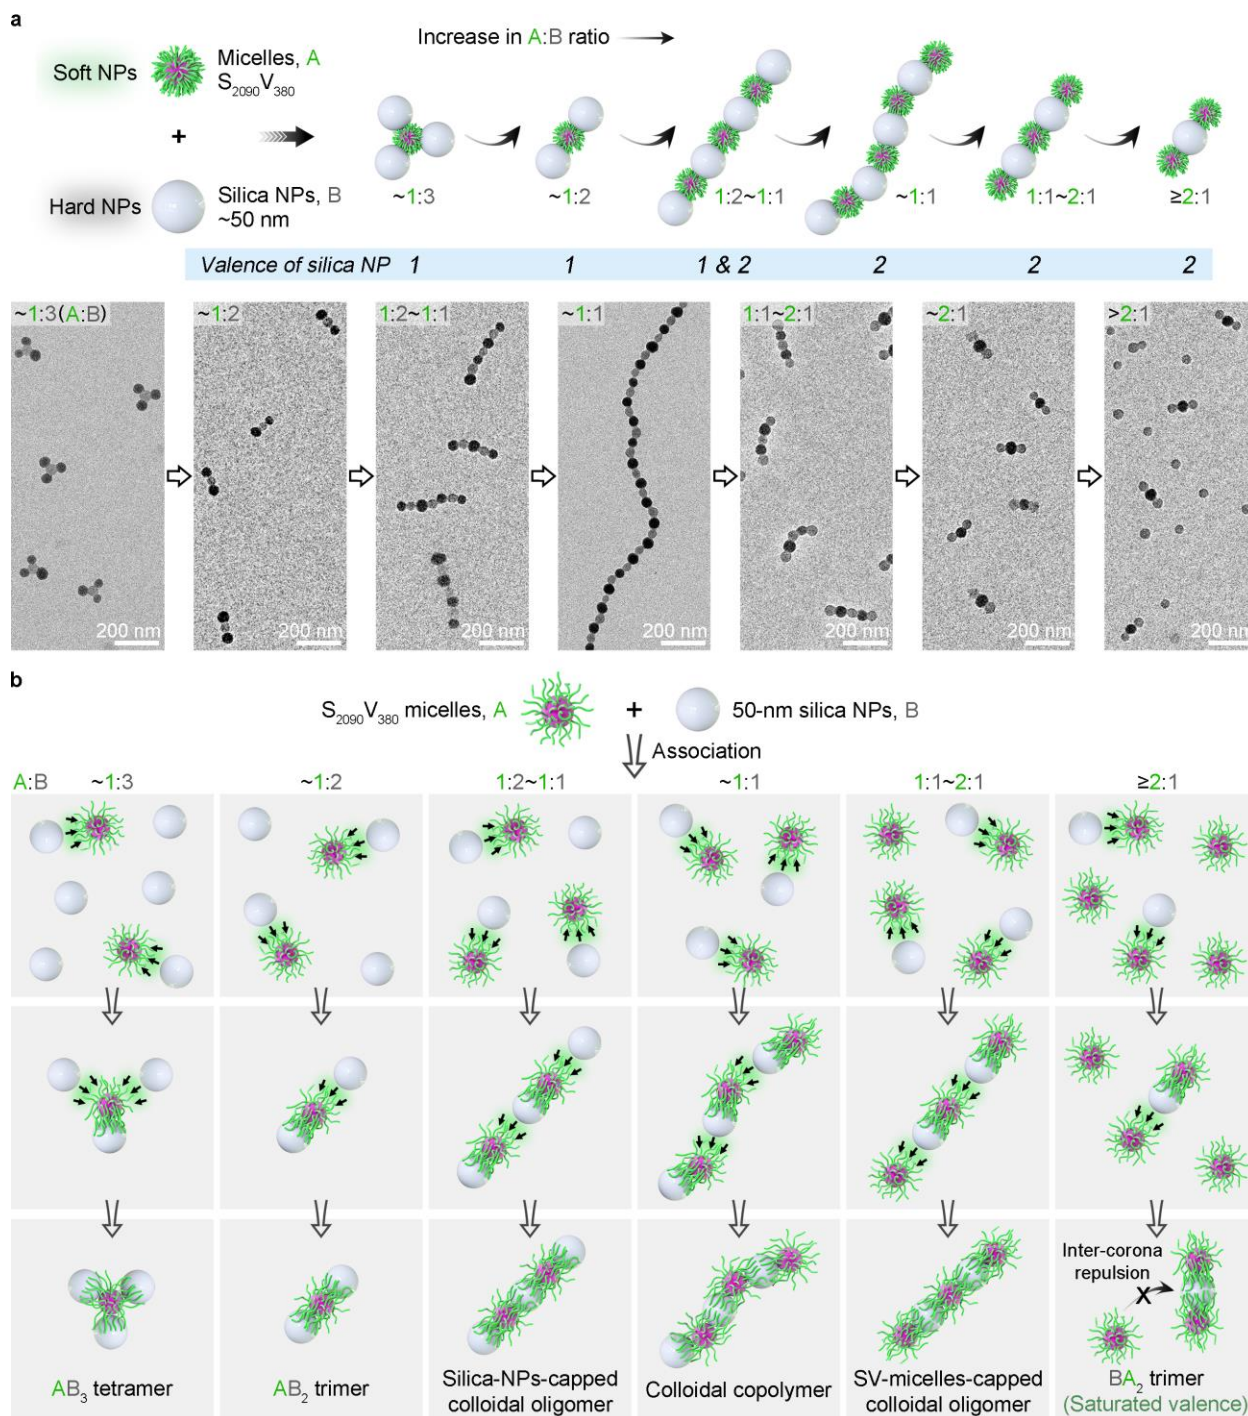 a
Increase in A:B ratio
Soft NPs
Micelles, A
S2090V380
+
Hard NPs
Silica NPs, B
~50 nm
~1:3
~1:2
1:2~1:1
~1:1
1:1~2:1
≥2:1
Valence of silica NP 1 1 1 & 2 2 2 2
~1:3(A:B)
~1:2
1:2~1:1
~1:1
1:1~2:1
~2:1
>2:1
200 nm
200 nm
200 nm
200 nm
200 nm
200 nm
200 nm
b
S2090V380 micelles, A + 50-nm silica NPs, B
Association
A:B ~1:3 ~1:2 1:2~1:1 ~1:1 1:1~2:1 ≥2:1
Inter-corona
repulsion
X
AB3 tetramer
AB2 trimer
Silica-NPs-capped
colloidal oligomer
Colloidal copolymer
SV-micelles-capped
colloidal oligomer
BA2 trimer
(Saturated valence)